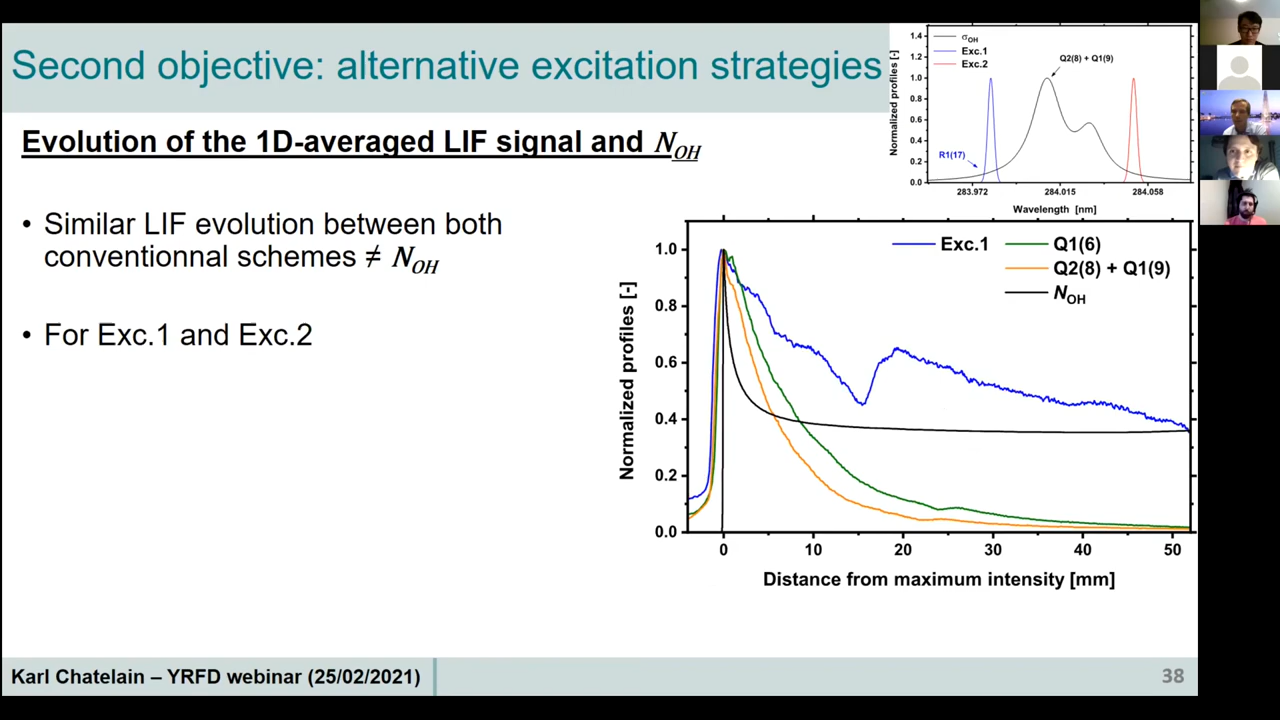 Second objective: alternative excitation strategies
Evolution of the 1D-averaged LIF signal and N_OH
• Similar LIF evolution between both
conventionnal schemes ≠ N_OH
• For Exc.1 and Exc.2
Normalized profiles [-]
1.4
1.2
1.0
0.8
0.6
0.4
0.2
0.0
σOH
Exc.1
Exc.2
Q2(8) + Q1(9)
R1(17)
283.972
284.015
284.058
Wavelength [nm]
Normalized profiles [-]
1.0
0.8
0.6
0.4
0.2
0.0
Exc.1
Q1(6)
Q2(8) + Q1(9)
N_OH
0
10
20
30
40
50
Distance from maximum intensity [mm]
Karl Chatelain – YRFD webinar (25/02/2021)
38